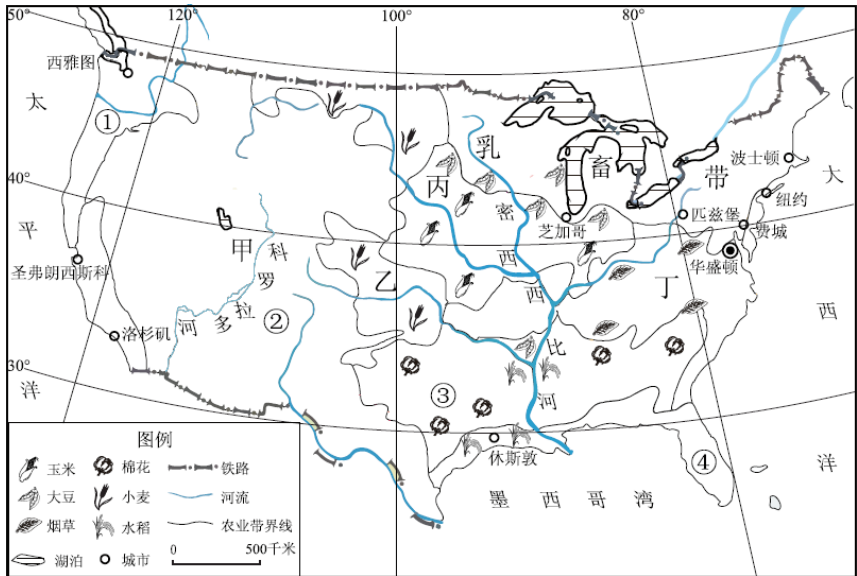 50° 120° 100° 80°
西雅图
太
①
乳
畜
带
波士顿
大
40°
丙
密
芝加哥
匹兹堡
纽约
费城
平
甲
科
西
华盛顿
圣弗朗西斯科
罗
乙
西
丁
西
洛杉矶
河
多
拉
②
比
30°
洋
③
河
休斯敦
④
洋
墨西哥湾
图例
玉米 棉花 铁路
大豆 小麦 河流
烟草 水稻 农业带界线
湖泊 城市 0 500千米